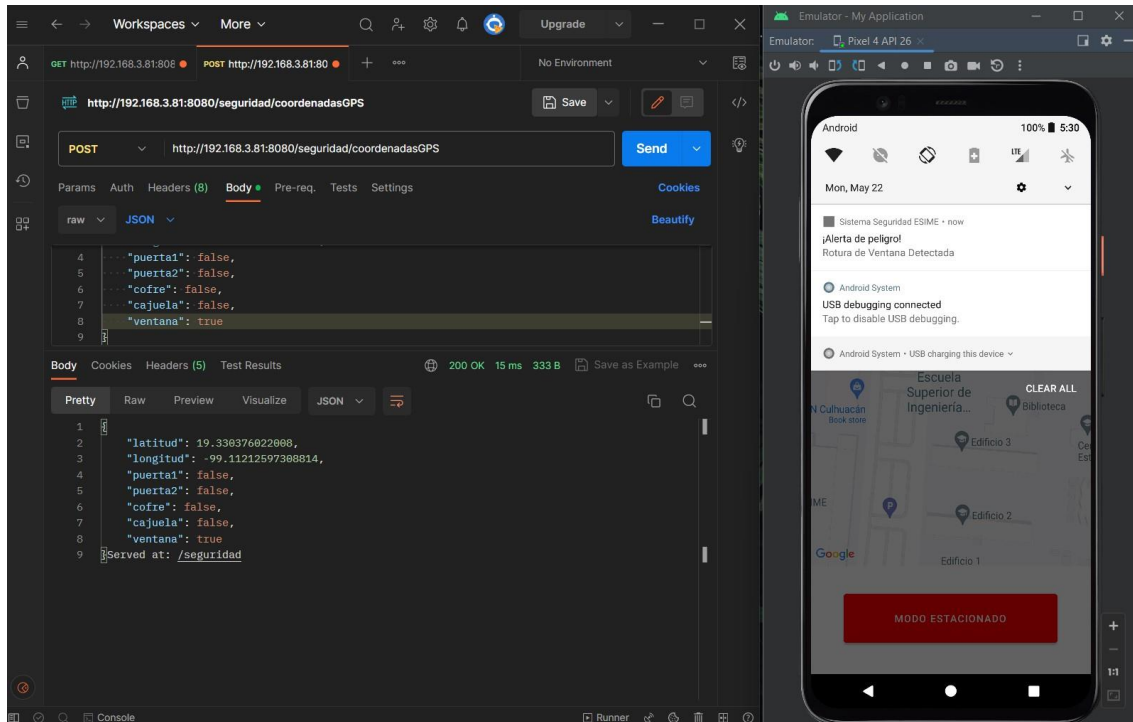 Workspaces More Upgrade
GET http://192.168.3.81:808 POST http://192.168.3.81:80 No Environment
HTTP http://192.168.3.81:8080/seguridad/coordenadasGPS Save
POST http://192.168.3.81:8080/seguridad/coordenadasGPS Send
Params Auth Headers (8) Body Pre-req. Tests Settings Cookies
raw JSON Beautify
4 "puerta1": false,
5 "puerta2": false,
6 "cofre": false,
7 "cajuela": false,
8 "ventana": true
9 }
Body Cookies Headers (5) Test Results 200 OK 15 ms 333 B Save as Example
Pretty Raw Preview Visualize JSON
1 {
2 "latitud": 19.330376022008,
3 "longitud": -99.11212597308814,
4 "puerta1": false,
5 "puerta2": false,
6 "cofre": false,
7 "cajuela": false,
8 "ventana": true
9 }Served at: /seguridad
Console Runner
Emulator - My Application
Emulator: Pixel 4 API 26
Android 100% 5:30
LTE
Mon, May 22
Sistema Seguridad ESIME • now
¡Alerta de peligro!
Rotura de Ventana Detectada
Android System
USB debugging connected
Tap to disable USB debugging.
Android System • USB charging this device
CLEAR ALL
Escuela
Superior de
Ingeniería...
N Culhuacán
Book store
Biblioteca
Edificio 3
Ce
Est
IME
Edificio 2
Google
Edificio 1
MODO ESTACIONADO
1:1